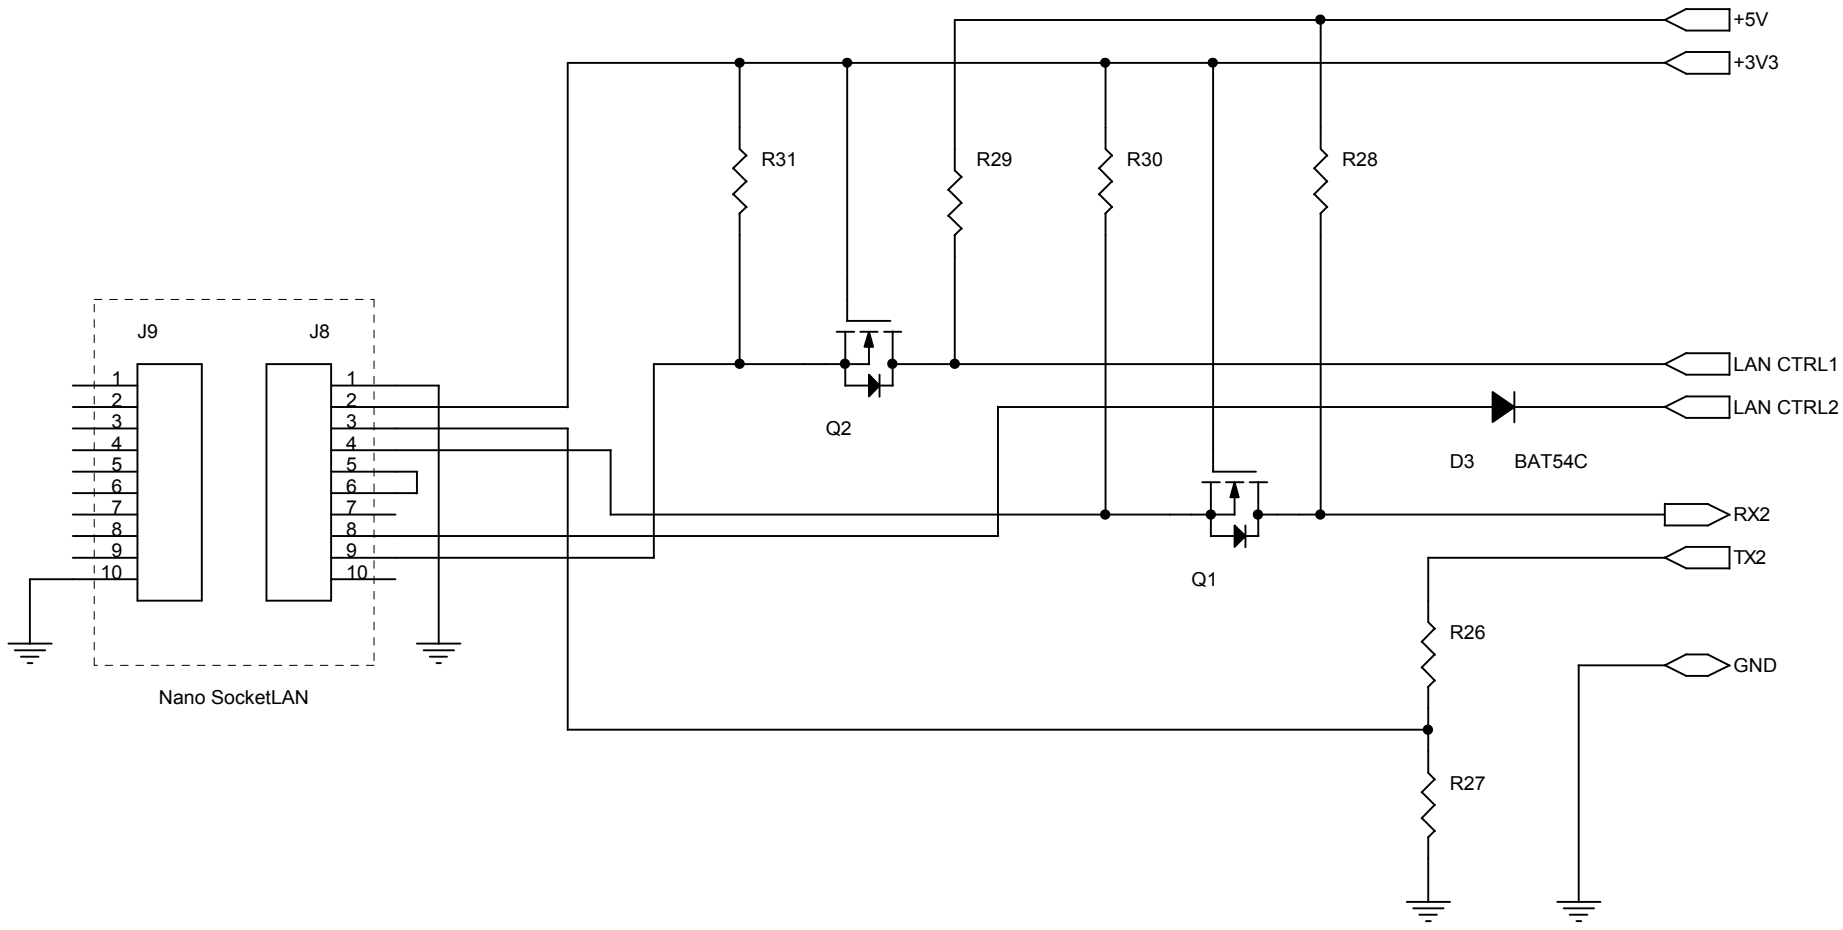 +5V
+3V3
R31
R29
R30
R28
J9
J8
1
2
3
4
5
6
7
8
9
10
1
2
3
4
5
6
7
8
9
10
LAN CTRL1
Q2
LAN CTRL2
D3 BAT54C
RX2
TX2
Q1
R26
GND
Nano SocketLAN
R27